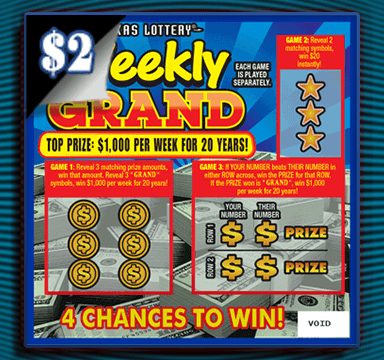 $2
XAS LOTTERY®
eekly
GRAND
EACH GAME
IS PLAYED
SEPARATELY.
TOP PRIZE: $1,000 PER WEEK FOR 20 YEARS!
GAME 2: Reveal 2
matching symbols,
win $20
instantly!
GAME 1: Reveal 3 matching prize amounts,
win that amount. Reveal 3 "GRAND"
symbols, win $1,000 per week for 20 years!
$ $
$ $
$ $
GAME 3: If YOUR NUMBER beats THEIR NUMBER in
either ROW across, win the PRIZE for that ROW.
If the PRIZE won is "GRAND", win $1,000
per week for 20 years!
YOUR NUMBER THEIR NUMBER
ROW 1 $ $ PRIZE
ROW 2 $ $ PRIZE
4 CHANCES TO WIN!
VOID